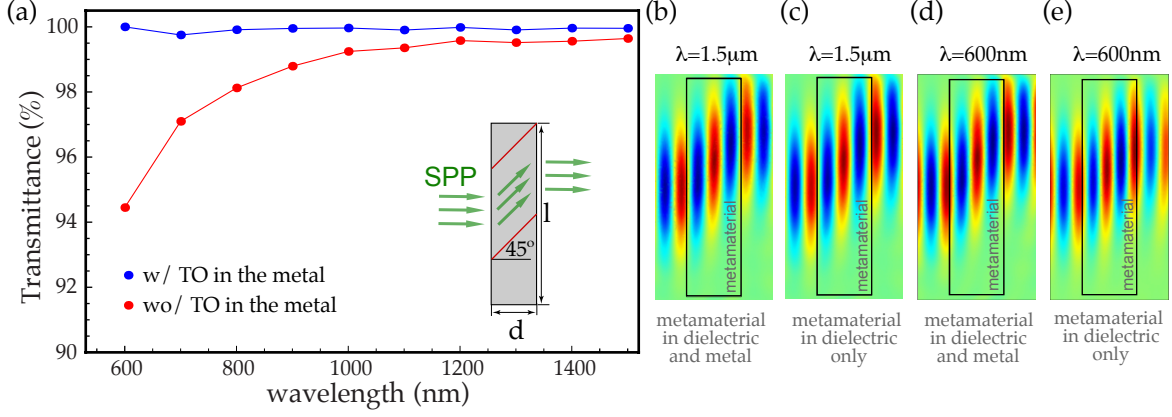 (a)
Transmittance (%)
100
98
96
94
92
90
600
800
1000
1200
1400
wavelength (nm)
w/ TO in the metal
wo/ TO in the metal
SPP
45º
l
d
(b)
(c)
(d)
(e)
λ=1.5μm
λ=1.5μm
λ=600nm
λ=600nm
metamaterial
metamaterial
metamaterial
metamaterial
metamaterial
in dielectric
and metal
metamaterial
in dielectric
only
metamaterial
in dielectric
and metal
metamaterial
in dielectric
only